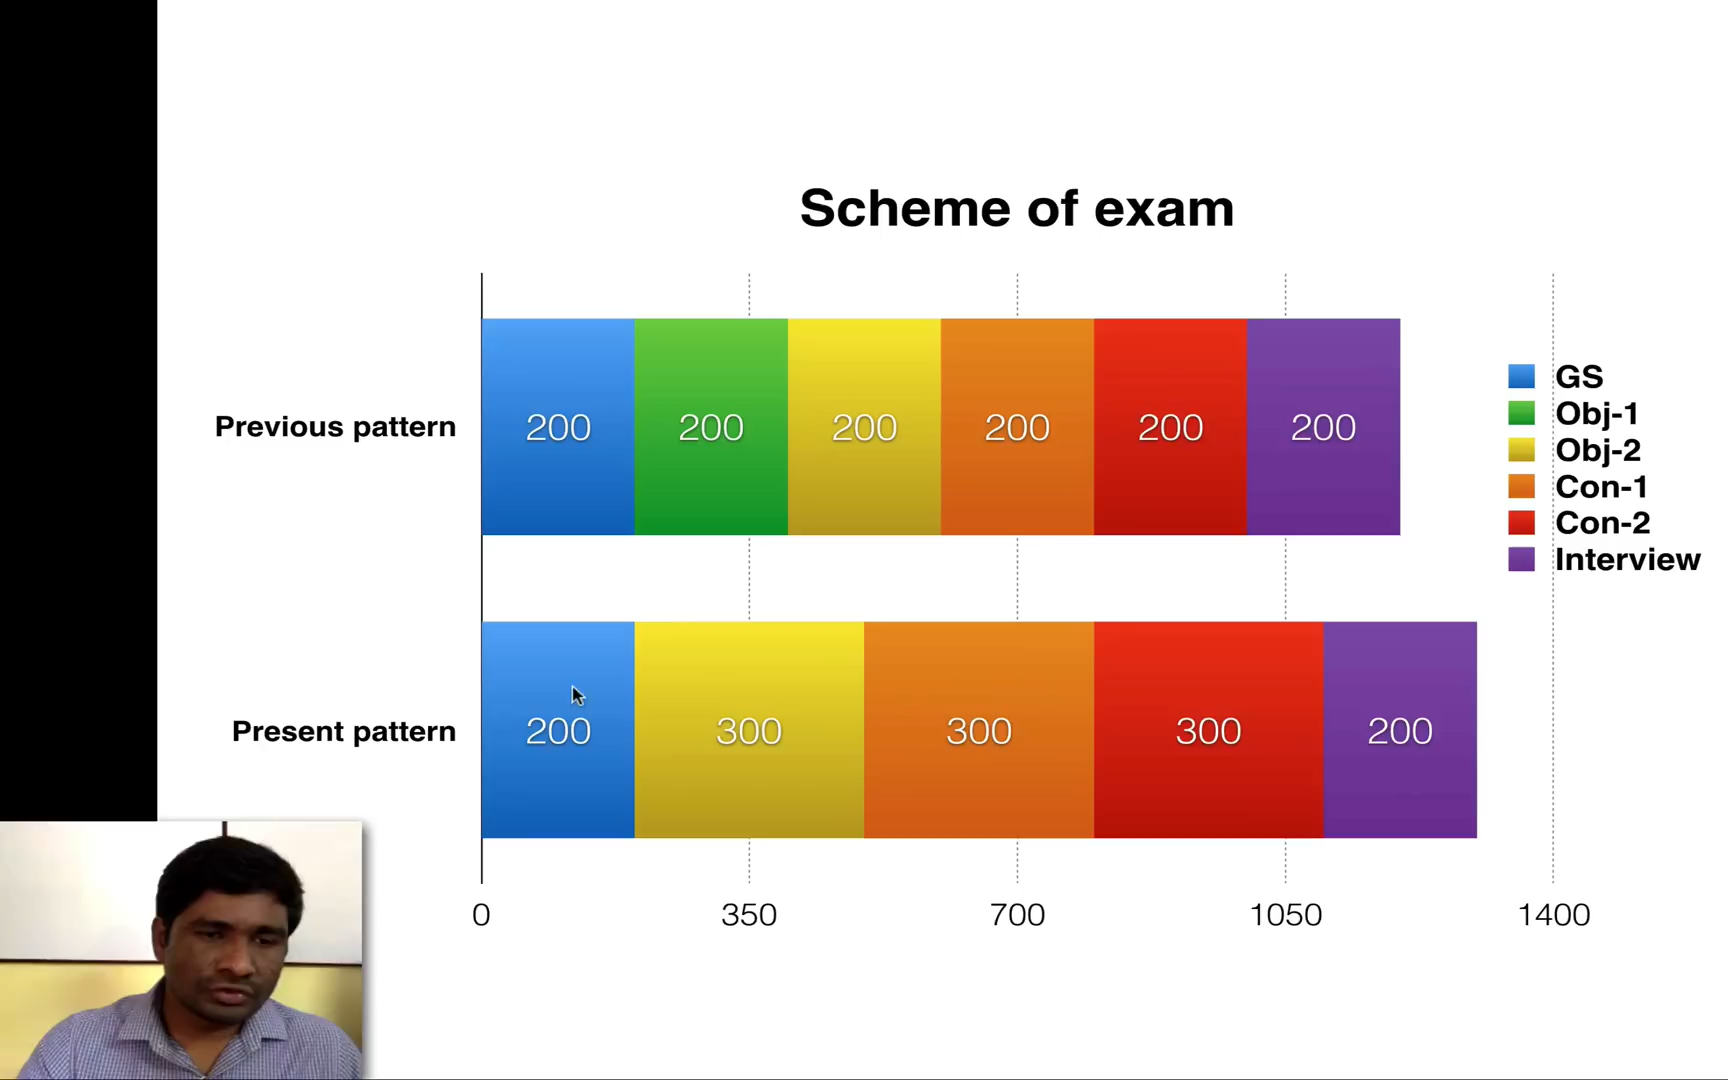 Scheme of exam
Previous pattern
200 200 200 200 200 200
GS
Obj-1
Obj-2
Con-1
Con-2
Interview
Present pattern
200 300 300 300 200
0 350 700 1050 1400